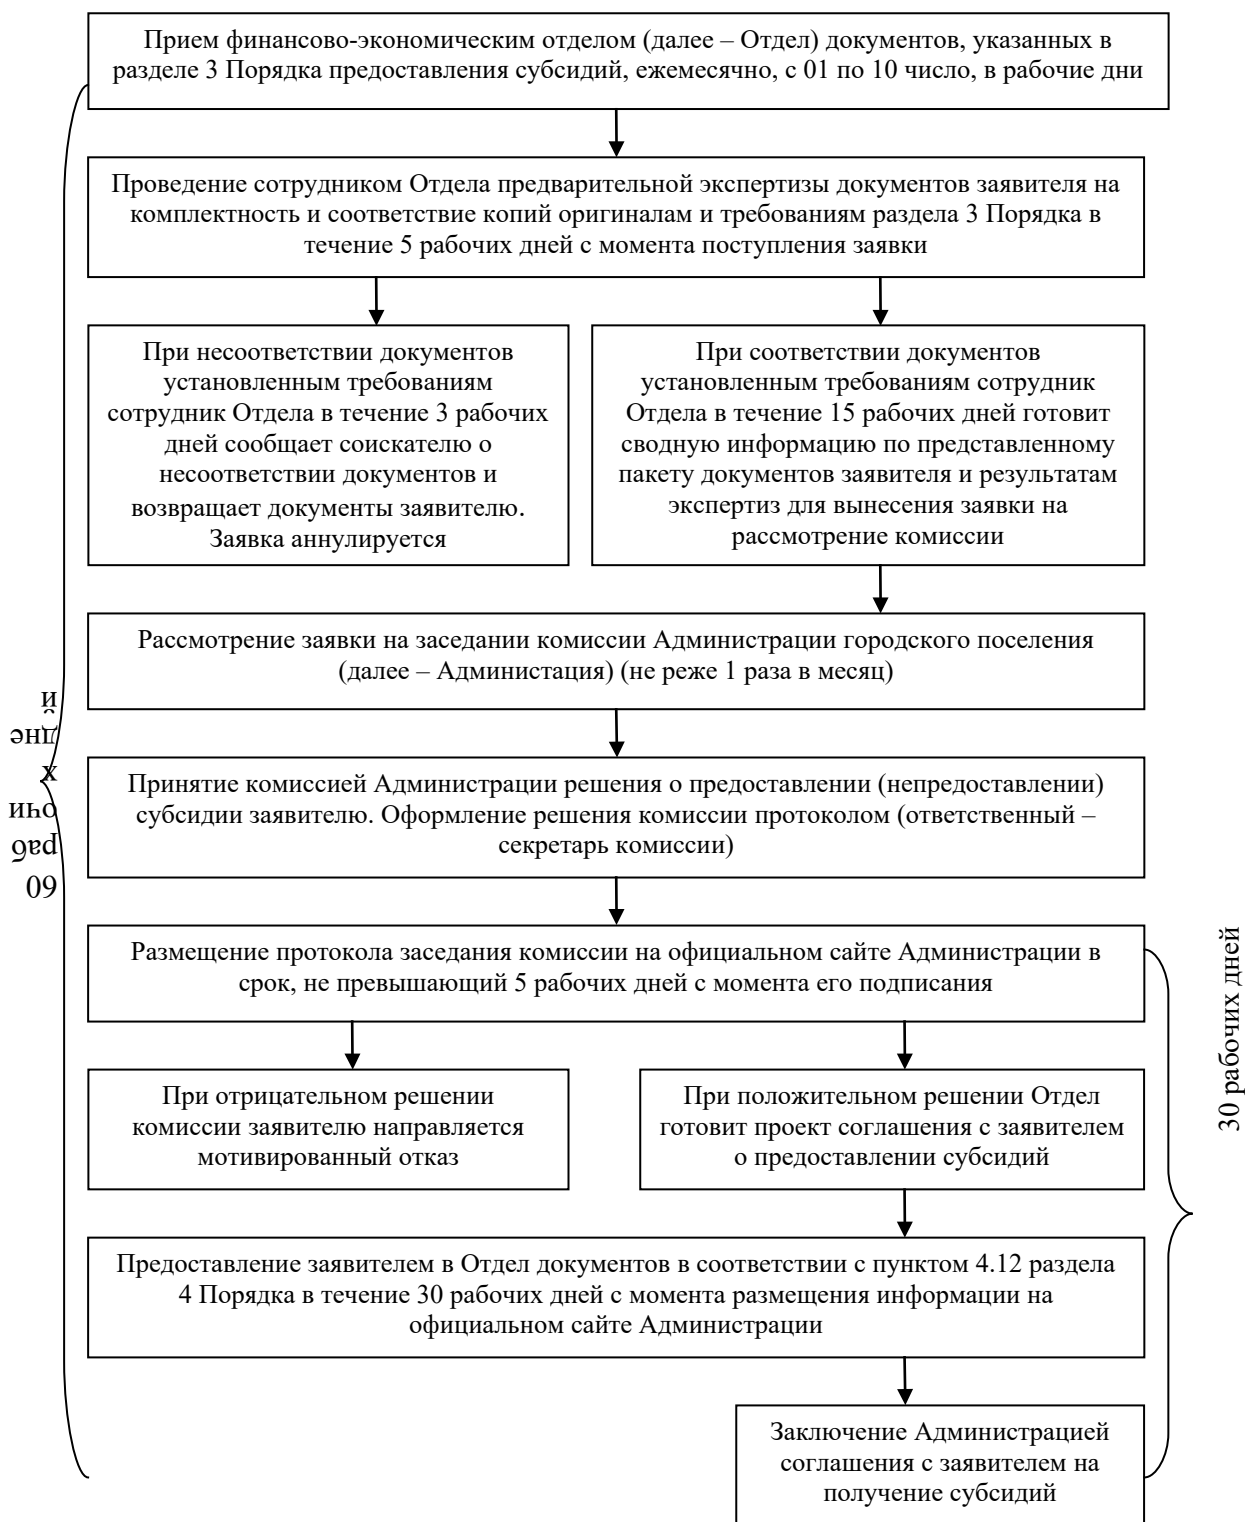 Прием финансово-экономическим отделом (далее – Отдел) документов, указанных в
разделе 3 Порядка предоставления субсидий, ежемесячно, с 01 по 10 число, в рабочие дни
Проведение сотрудником Отдела предварительной экспертизы документов заявителя на
комплектность и соответствие копий оригиналам и требованиям раздела 3 Порядка в
течение 5 рабочих дней с момента поступления заявки
При несоответствии документов
установленным требованиям
сотрудник Отдела в течение 3 рабочих
дней сообщает соискателю о
несоответствии документов и
возвращает документы заявителю.
Заявка аннулируется
При соответствии документов
установленным требованиям сотрудник
Отдела в течение 15 рабочих дней готовит
сводную информацию по представленному
пакету документов заявителя и результатам
экспертиз для вынесения заявки на
рассмотрение комиссии
Рассмотрение заявки на заседании комиссии Администрации городского поселения
(далее – Администация) (не реже 1 раза в месяц)
60
раб
очи
х
дне
й
Принятие комиссией Администрации решения о предоставлении (непредоставлении)
субсидии заявителю. Оформление решения комиссии протоколом (ответственный –
секретарь комиссии)
Размещение протокола заседания комиссии на официальном сайте Администрации в
срок, не превышающий 5 рабочих дней с момента его подписания
30 рабочих дней
При отрицательном решении
комиссии заявителю направляется
мотивированный отказ
При положительном решении Отдел
готовит проект соглашения с заявителем
о предоставлении субсидий
Предоставление заявителем в Отдел документов в соответствии с пунктом 4.12 раздела
4 Порядка в течение 30 рабочих дней с момента размещения информации на
официальном сайте Администрации
Заключение Администрацией
соглашения с заявителем на
получение субсидий